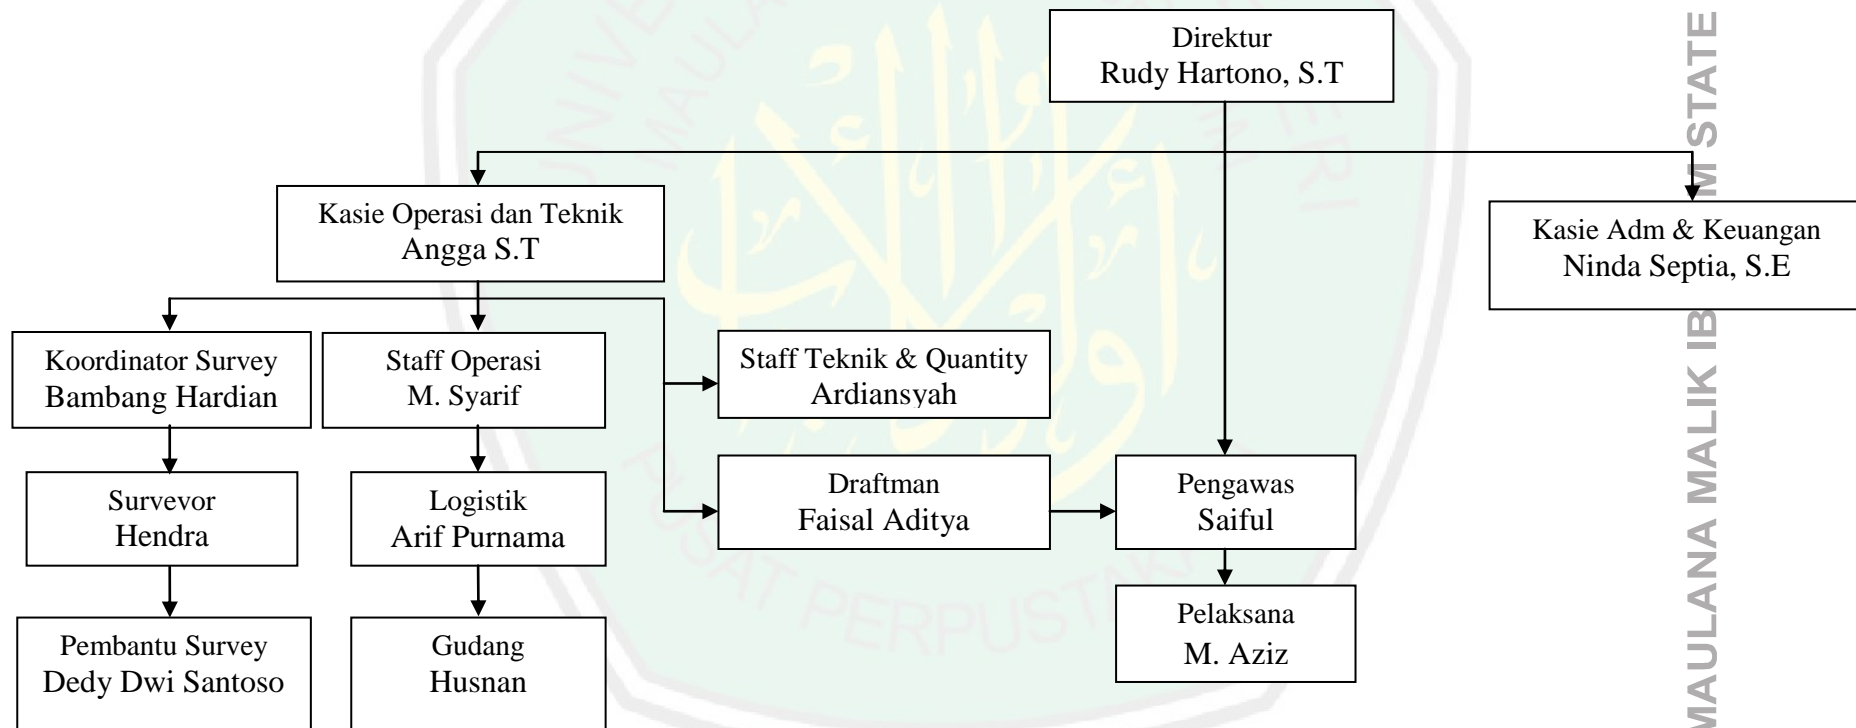 Direktur
Rudy Hartono, S.T
Kasie Operasi dan Teknik
Angga S.T
Kasie Adm & Keuangan
Ninda Septia, S.E
Koordinator Survey
Bambang Hardian
Staff Operasi
M. Syarif
Staff Teknik & Quantity
Ardiansyah
Survevor
Hendra
Logistik
Arif Purnama
Draftman
Faisal Aditya
Pengawas
Saiful
Pembantu Survey
Dedy Dwi Santoso
Gudang
Husnan
Pelaksana
M. Aziz
MAULANA MALIK IB M STATE
PUSAT PERPUSTAK